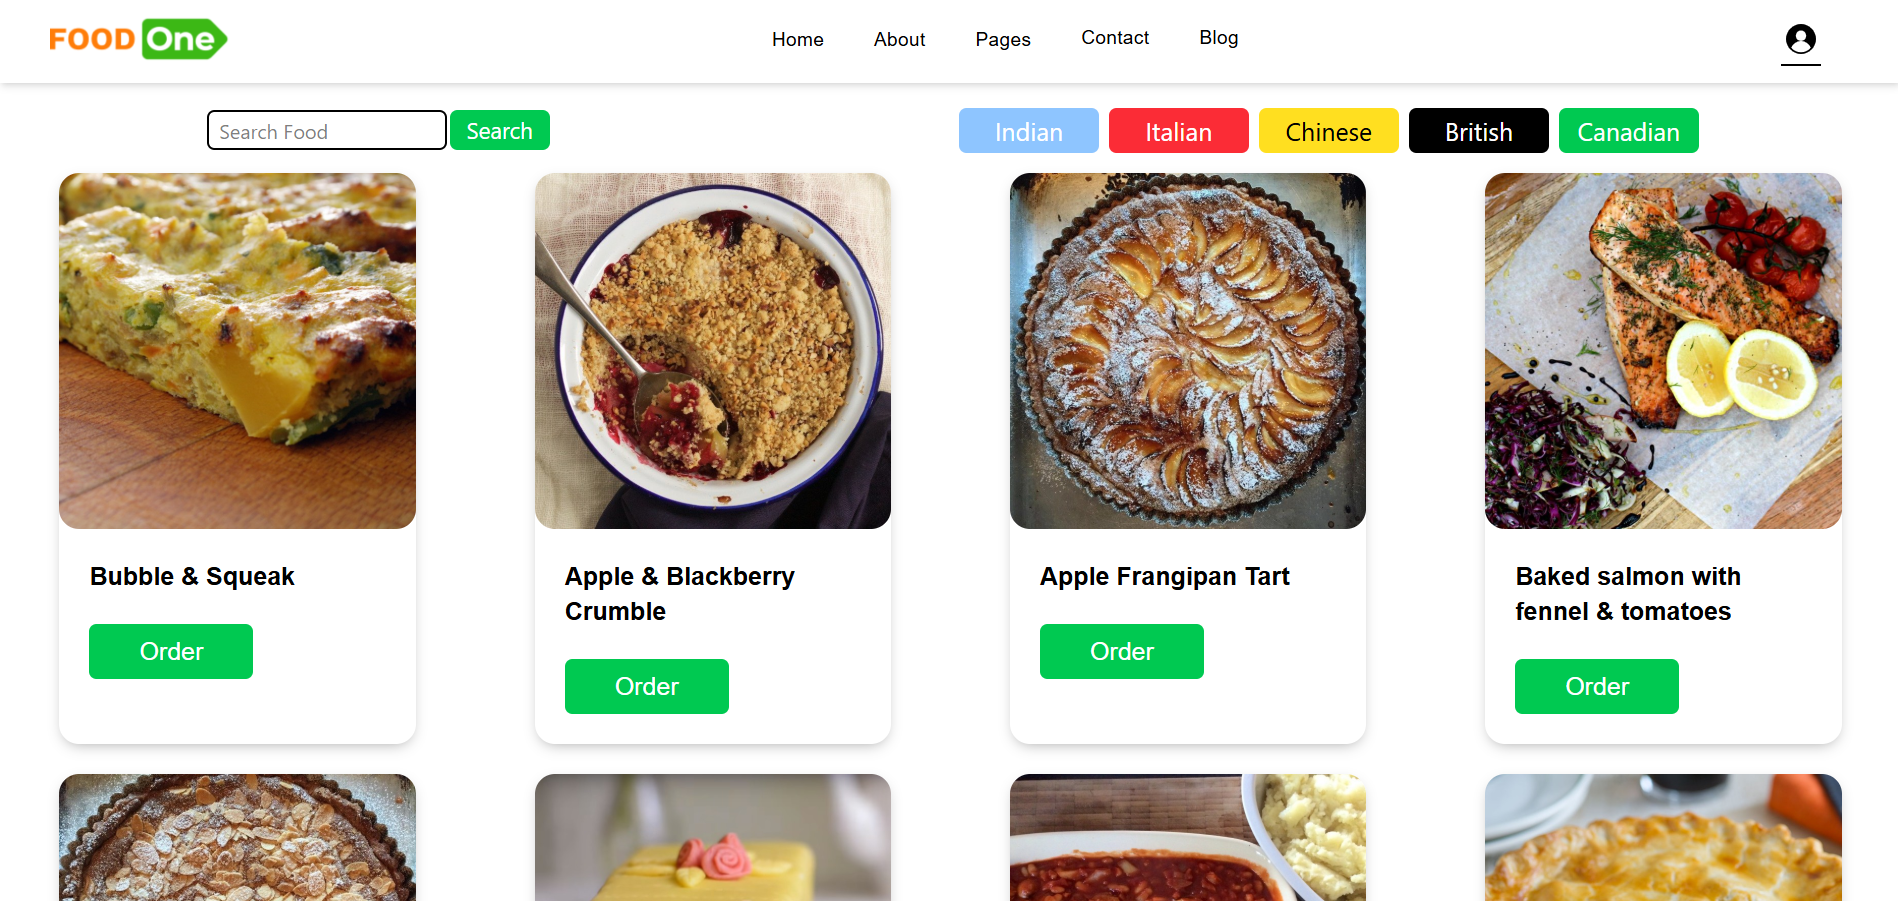 FOOD One
Home About Pages Contact Blog
Search Food Search
Indian Italian Chinese British Canadian
Bubble & Squeak
Order
Apple & Blackberry
Crumble
Order
Apple Frangipan Tart
Order
Baked salmon with
fennel & tomatoes
Order